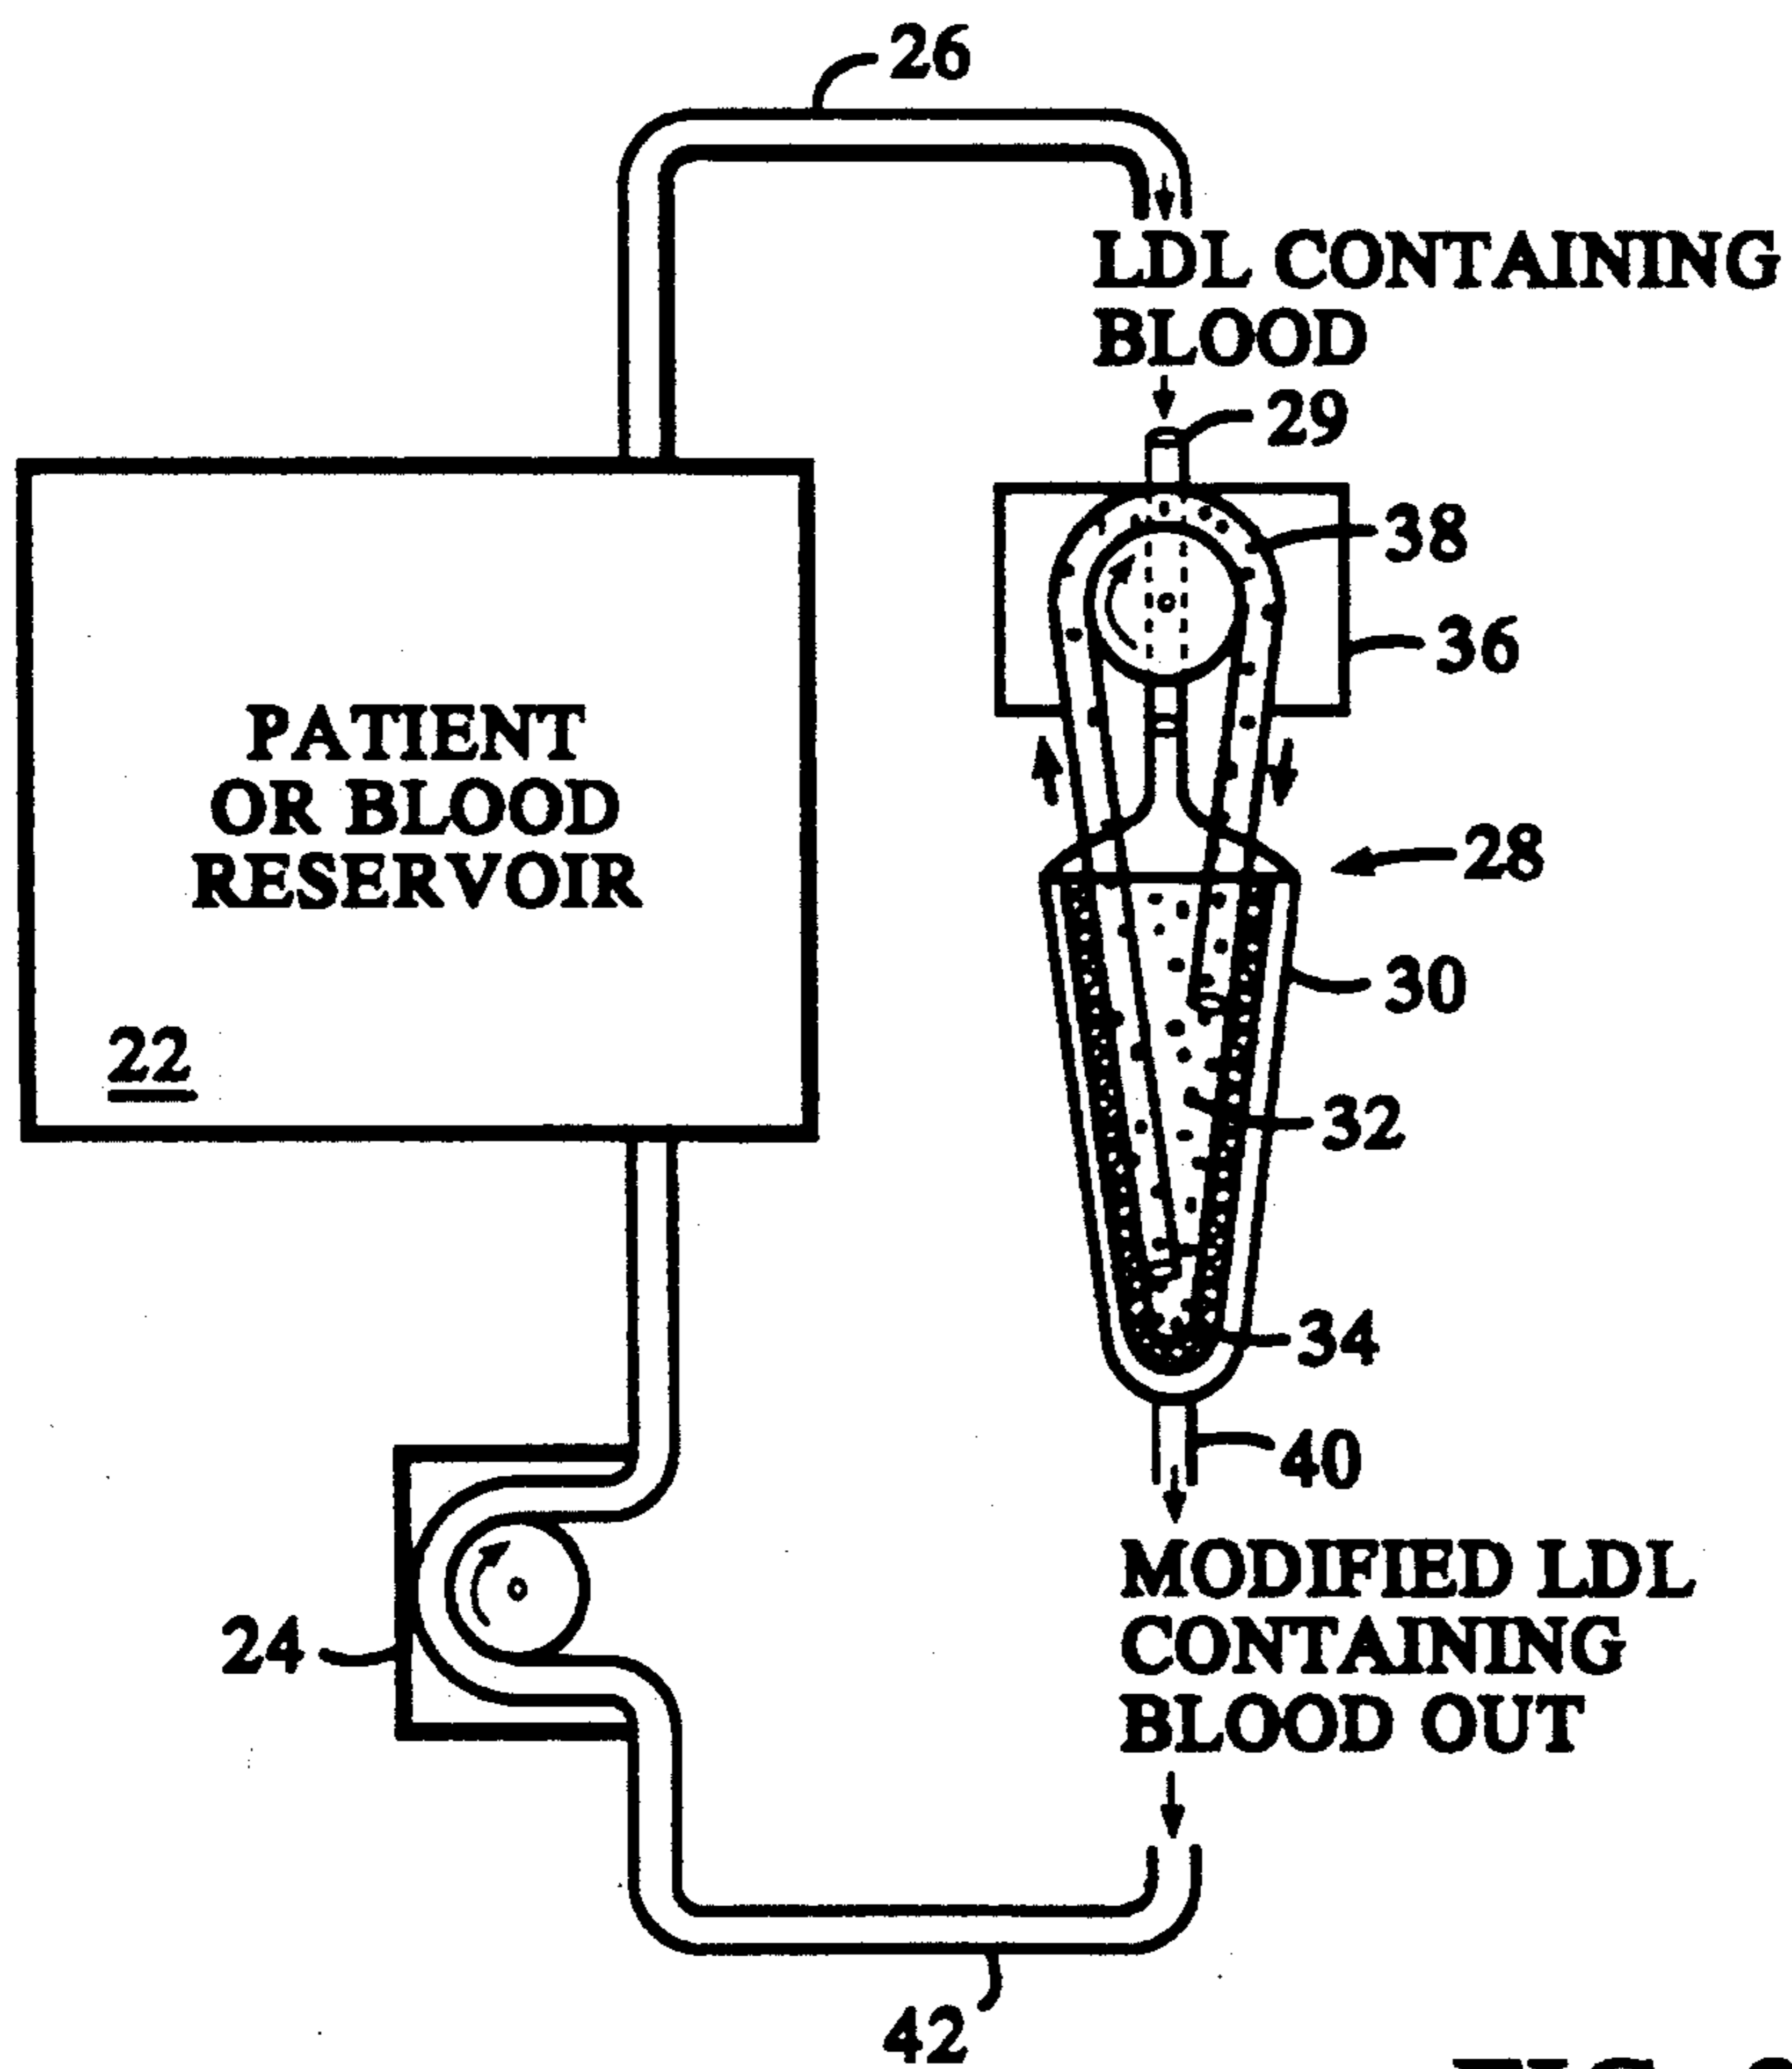 26
LDL CONTAINING
BLOOD
29
38
36
PATIENT
OR BLOOD
RESERVOIR
28
30
22
32
34
40
MODIFIED LDL
CONTAINING
BLOOD OUT
24
42